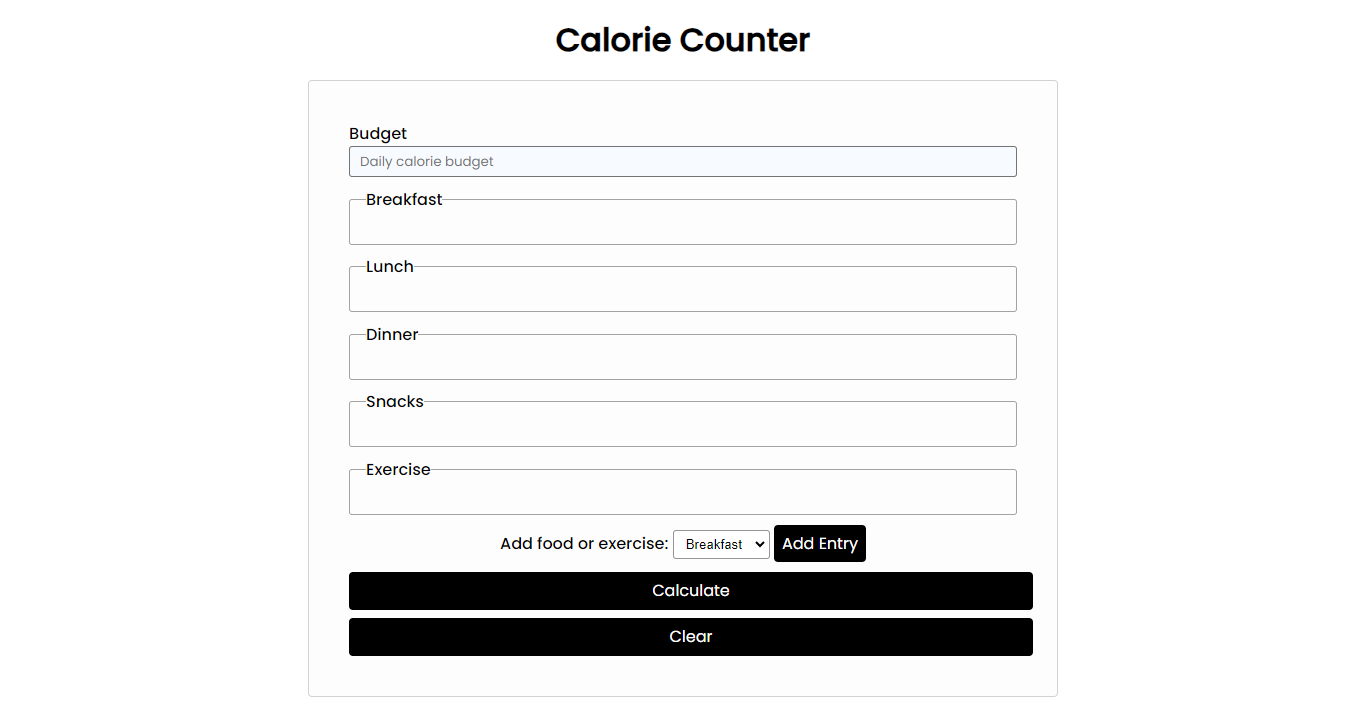 Calorie Counter
Budget
Daily calorie budget
Breakfast
Lunch
Dinner
Snacks
Exercise
Add food or exercise: Breakfast Add Entry
Calculate
Clear